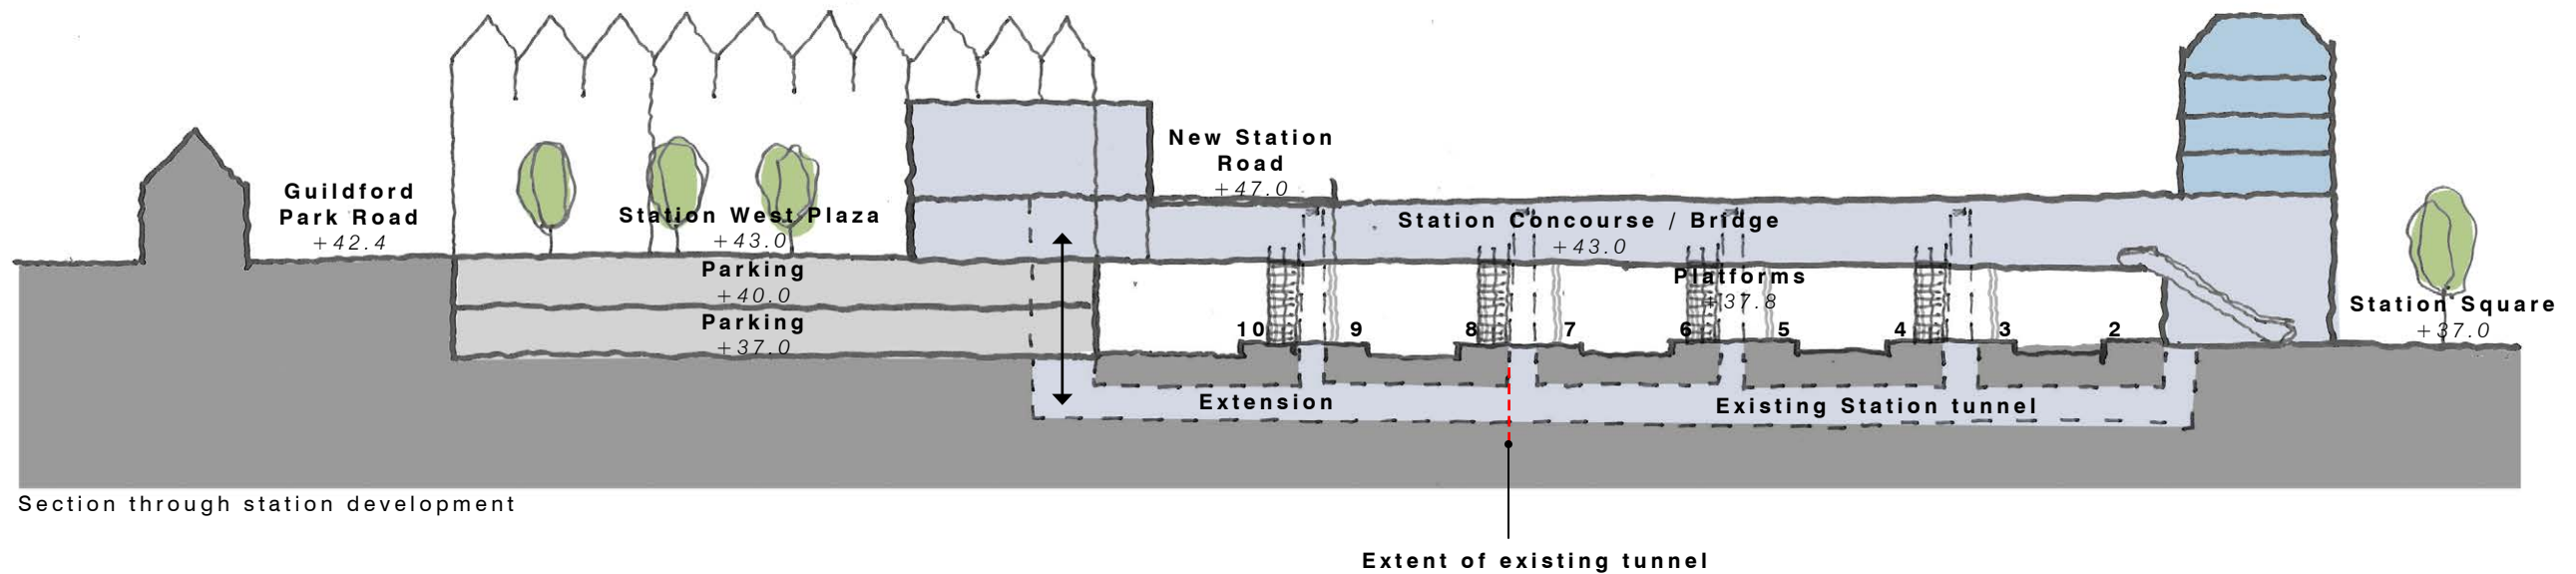 Guildford
Park Road
+42.4
Station West Plaza
+43.0
Parking
+40.0
Parking
+37.0
New Station
Road
+47.0
Station Concourse / Bridge
+43.0
Platforms
+37.8
10 9 8 7 6 5 4 3 2
Station Square
+37.0
Extension
Existing Station tunnel
Section through station development
Extent of existing tunnel